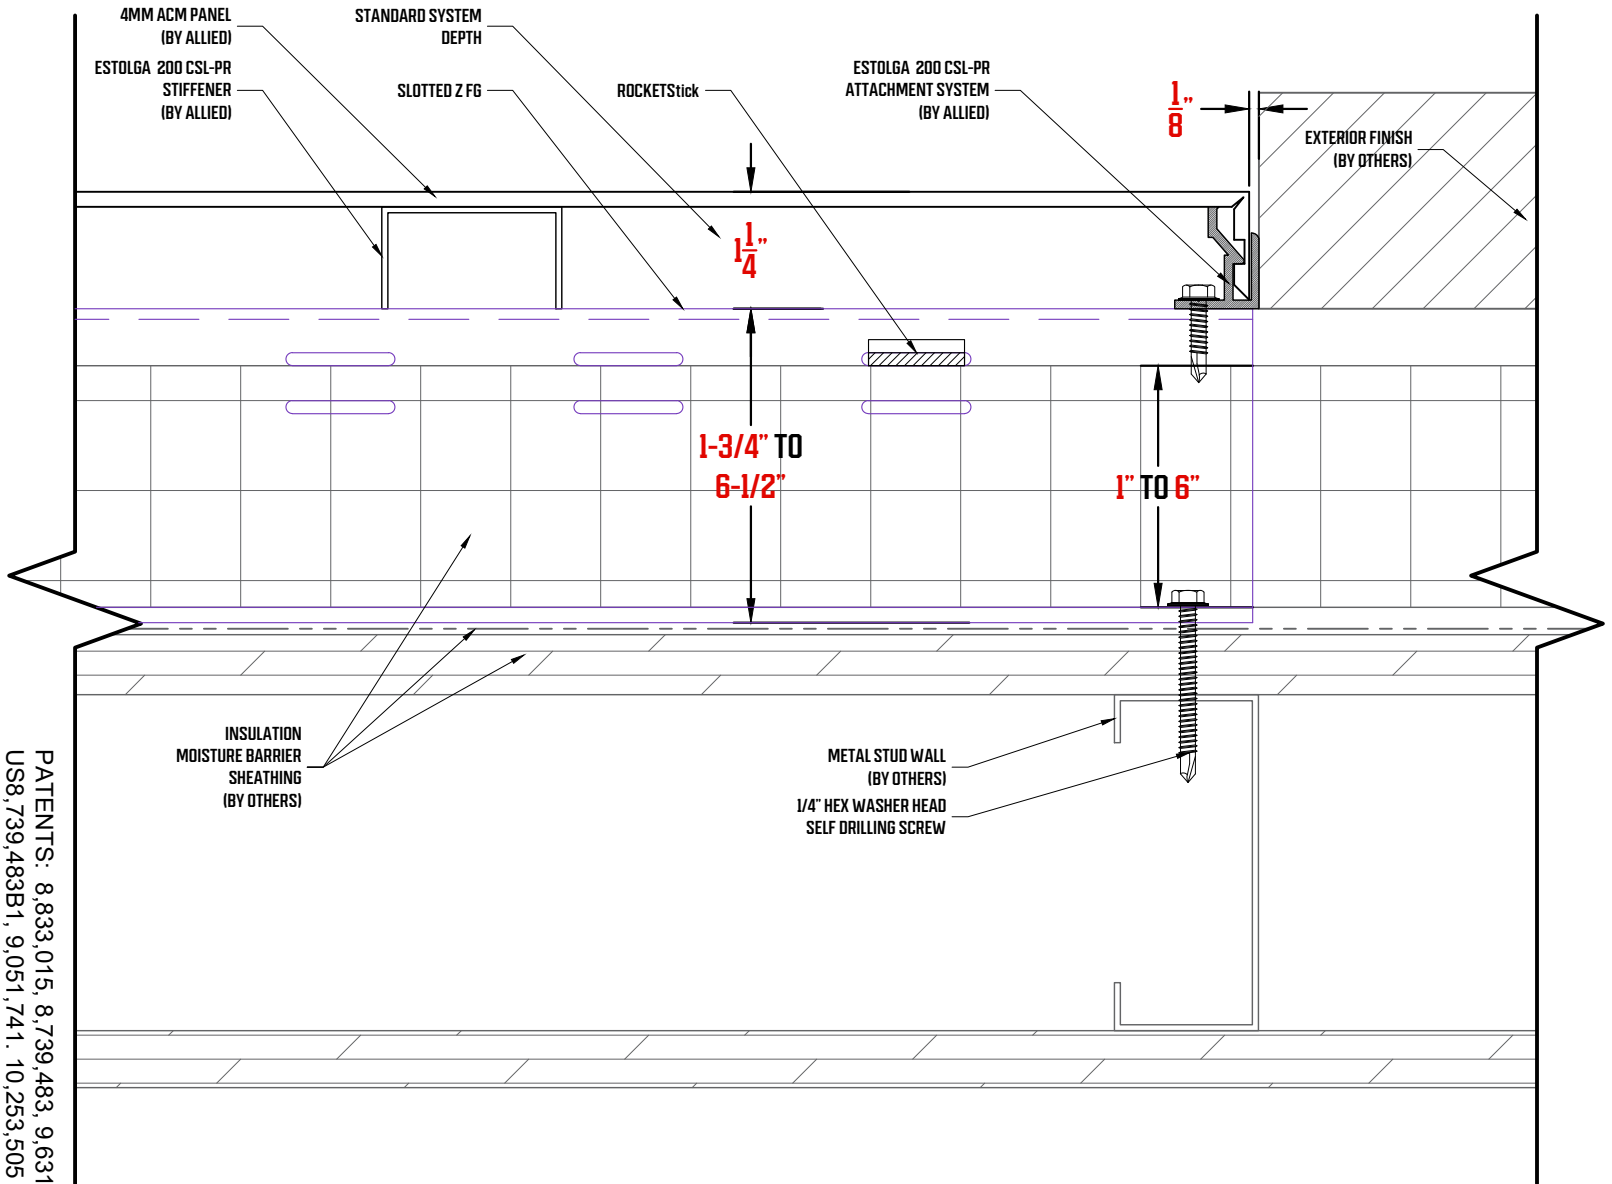 4MM ACM PANEL
(BY ALLIED)
STANDARD SYSTEM
DEPTH
ESTOLGA 200 CSL-PR
STIFFENER
(BY ALLIED)
SLOTTED Z FG
ROCKETStick
ESTOLGA 200 CSL-PR
ATTACHMENT SYSTEM
(BY ALLIED)
1/8"
EXTERIOR FINISH
(BY OTHERS)
1 1/4"
1-3/4" TO
6-1/2"
1" TO 6"
INSULATION
MOISTURE BARRIER
SHEATHING
(BY OTHERS)
METAL STUD WALL
(BY OTHERS)
1/4" HEX WASHER HEAD
SELF DRILLING SCREW
PATENTS: 8,833,015, 8,739,483, 9,631
US8,739,483B1, 9,051,741. 10,253,505